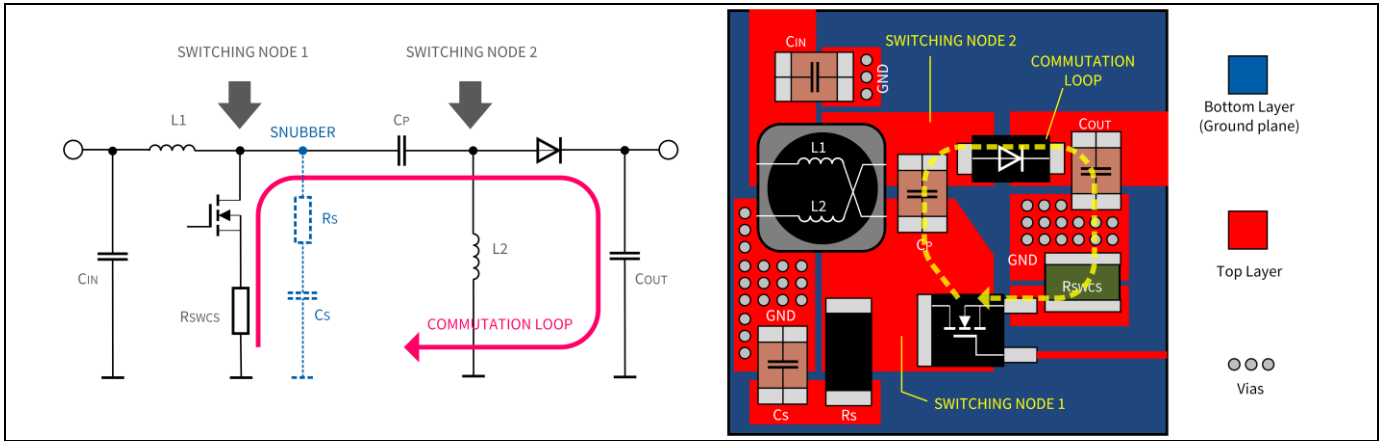 SWITCHING NODE 1
SWITCHING NODE 2
L1
SNUBBER
CP
RS
L2
CIN
COUT
RSWCS
CS
COMMUTATION LOOP
CIN
GND
SWITCHING NODE 2
COMMUTATION
LOOP
COUT
L1
L2
CP
GND
RSWCS
GND
CS
RS
SWITCHING NODE 1
Bottom Layer
(Ground plane)
Top Layer
Vias